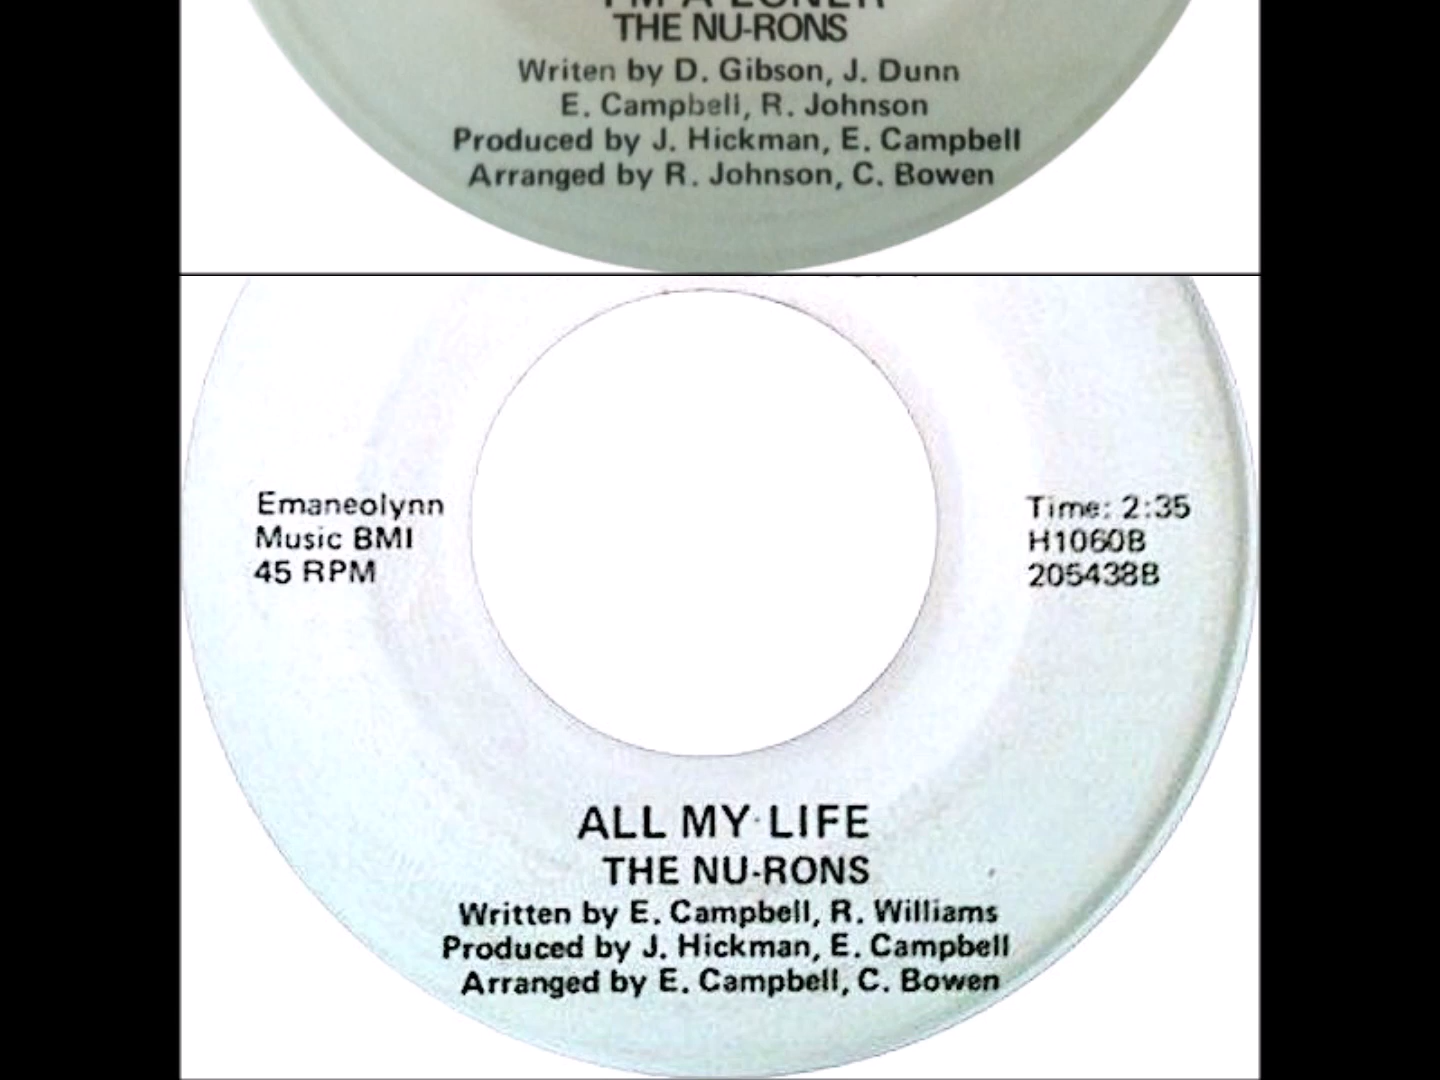 I'M A LONER
THE NU-RONS
Writen by D. Gibson, J. Dunn
E. Campbell, R. Johnson
Produced by J. Hickman, E. Campbell
Arranged by R. Johnson, C. Bowen
Emaneolynn
Music BMI
45 RPM
Time: 2:35
H1060B
205438B
ALL MY LIFE
THE NU-RONS
Written by E. Campbell, R. Williams
Produced by J. Hickman, E. Campbell
Arranged by E. Campbell, C. Bowen